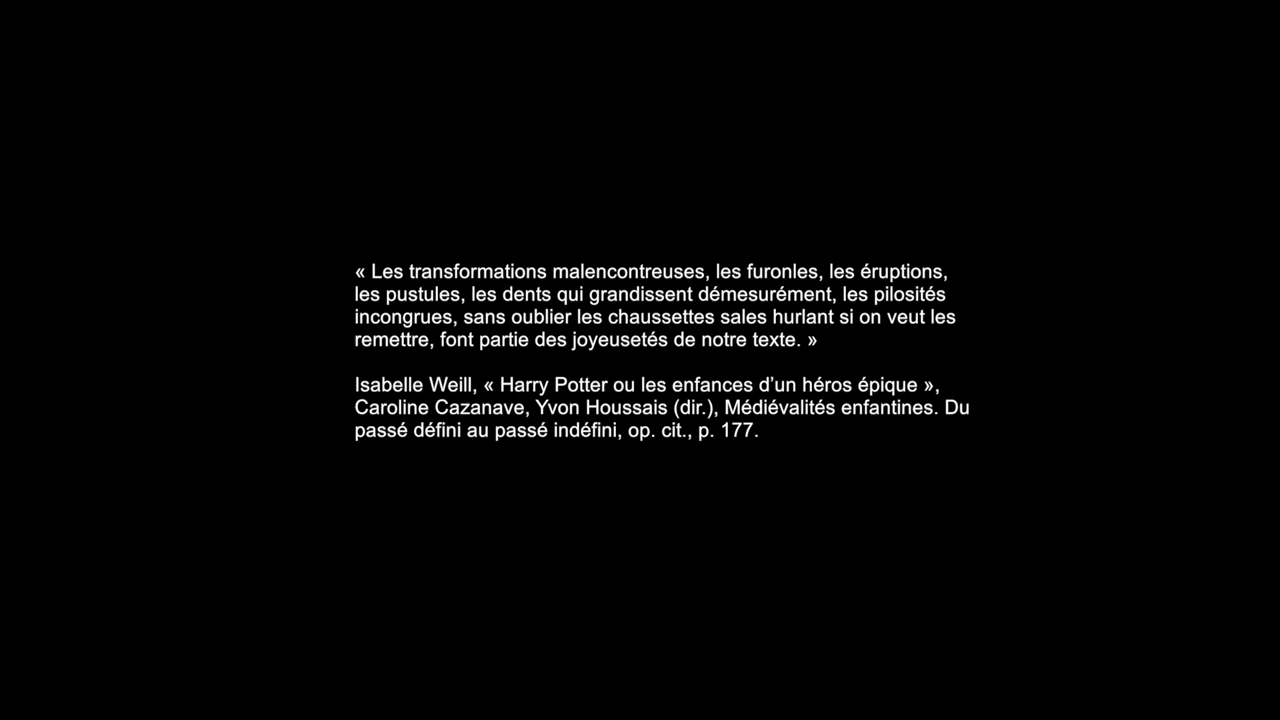 « Les transformations malencontreuses, les furonles, les éruptions,
les pustules, les dents qui grandissent démesurément, les pilosités
incongrues, sans oublier les chaussettes sales hurlant si on veut les
remettre, font partie des joyeusetés de notre texte. »
Isabelle Weill, « Harry Potter ou les enfances d’un héros épique »,
Caroline Cazanave, Yvon Houssais (dir.), Médiévalités enfantines. Du
passé défini au passé indéfini, op. cit., p. 177.